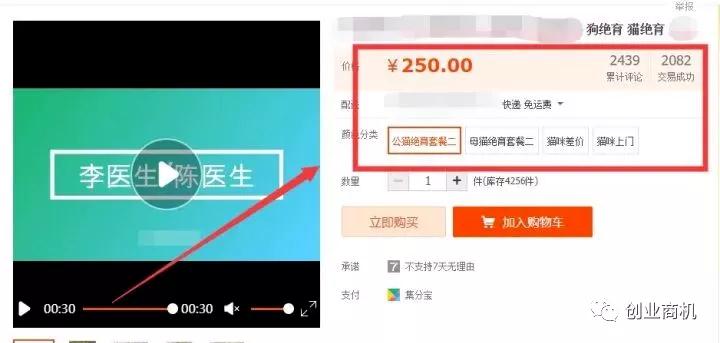 举报
狗绝育 猫绝育
价格
¥250.00
2439
累计评论
2082
交易成功
配送
快递 免运费
颜色分类
公猫绝育套餐二
母猫绝育套餐二
猫咪差价
猫咪上门
李医生/陈医生
数量
1
件(库存4256件)
立即购买
加入购物车
承诺
7
不支持7天无理由
支付
集分宝
00:30
00:30
创业商机